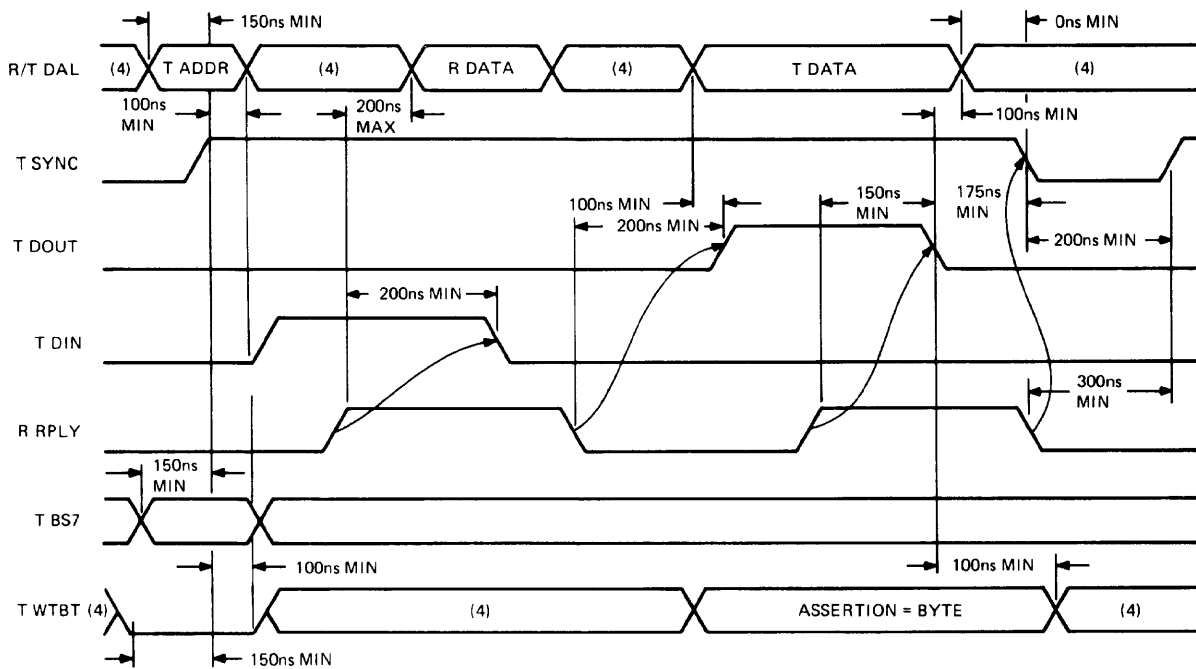 150ns MIN
0ns MIN
R/T DAL
(4)
T ADDR
(4)
R DATA
(4)
T DATA
(4)
100ns
MIN
200ns
MAX
100ns MIN
T SYNC
100ns MIN
150ns
MIN
175ns
MIN
200ns MIN
200ns MIN
T DOUT
200ns MIN
T DIN
300ns
MIN
R RPLY
150ns
MIN
T BS7
100ns MIN
100ns MIN
T WTBT (4)
(4)
ASSERTION = BYTE
(4)
150ns MIN